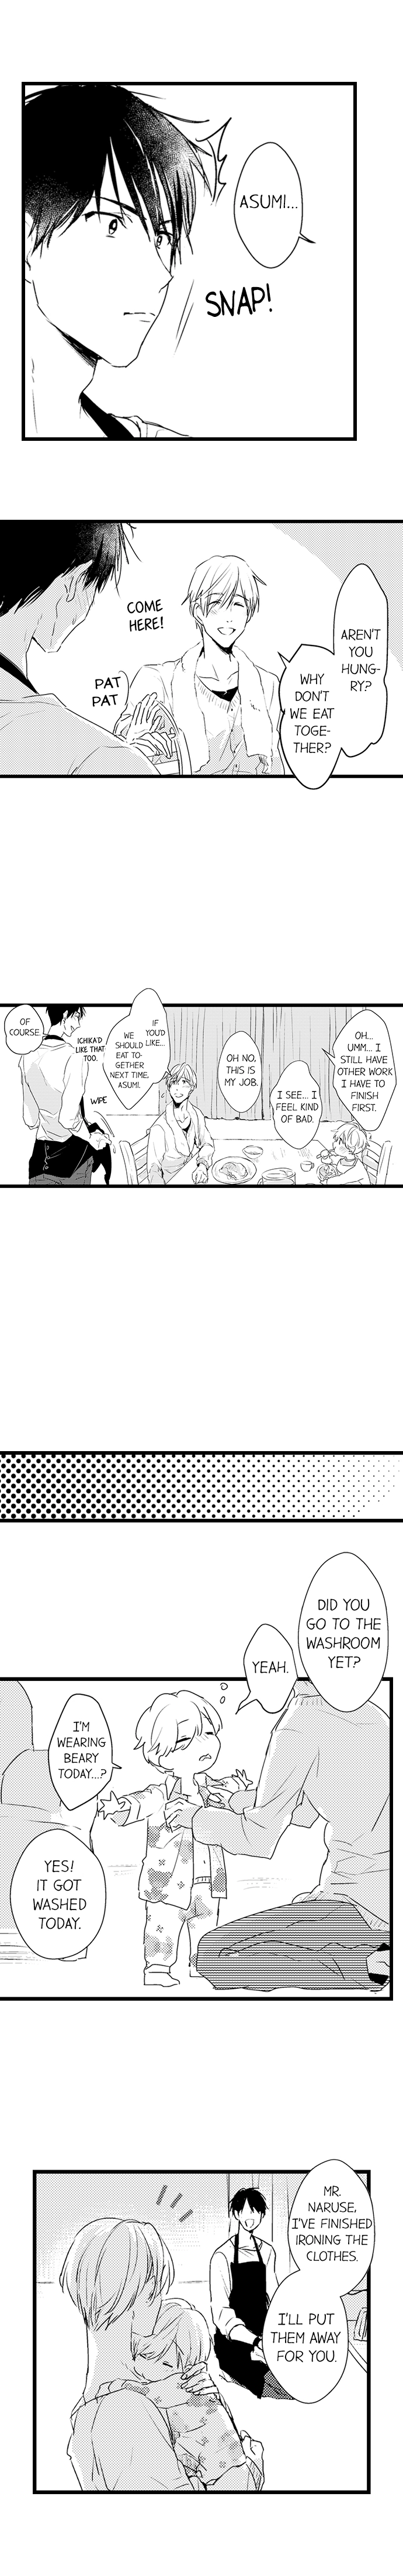 ASUMI...
SNAP!
AREN'T
YOU
HUNG-
RY?
WHY
DON'T
WE EAT
TOGE-
THER?
COME
HERE!
PAT
PAT
OH...
UMM... I
STILL HAVE
OTHER WORK
I HAVE TO
FINISH
FIRST.
I SEE... I
FEEL KIND
OF BAD.
OH NO,
THIS IS
MY JOB.
IF
YOU'D
LIKE...
WE
SHOULD
EAT TO-
GETHER
NEXT TIME,
ASUMI.
ICHIKA'D
LIKE THAT
TOO.
WIPE
OF
COURSE.
DID YOU
GO TO THE
WASHROOM
YET?
YEAH.
I'M
WEARING
BEARY
TODAY...?
YES!
IT GOT
WASHED
TODAY.
MR.
NARUSE,
I'VE FINISHED
IRONING THE
CLOTHES.
I'LL PUT
THEM AWAY
FOR YOU.